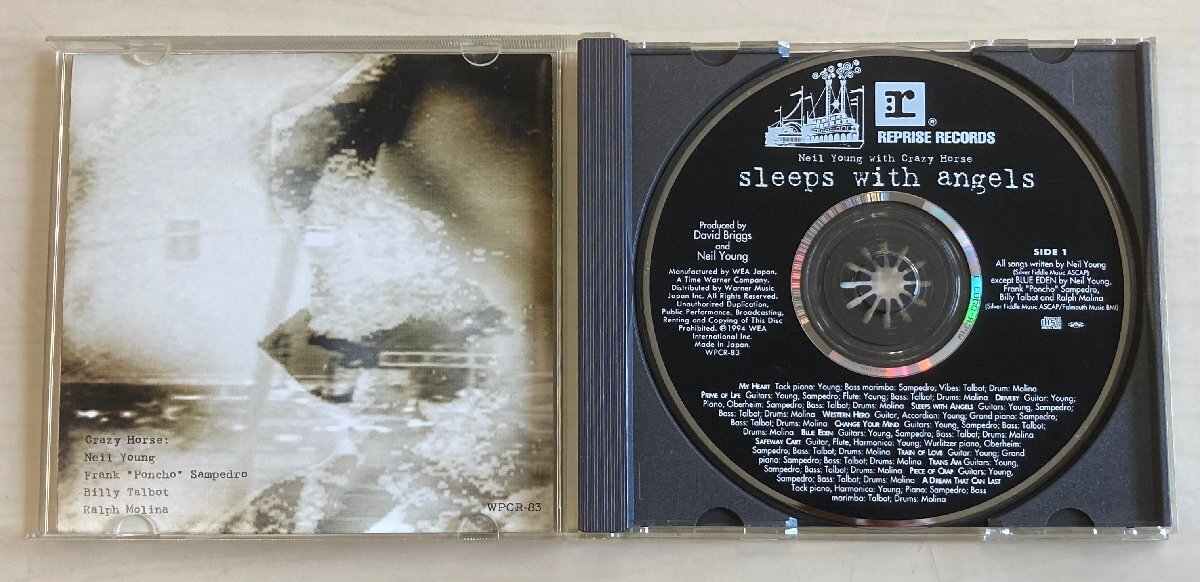 Crazy Horse:
Neil Young
Frank "Poncho" Sampedro
Billy Talbot
Ralph Molina
WPCR-83
r
®
REPRISE RECORDS
Neil Young with Crazy Horse
sleeps with angels
Produced by
David Briggs
and
Neil Young
Manufactured by WEA Japan.
A Time Warner Company.
Distributed by Warner Music
Japan Inc. All Rights Reserved.
Unauthorized Duplication,
Public Performance, Broadcasting,
Renting and Copying of This Disc
Prohibited. ℗1994 WEA
International Inc.
Made in Japan.
WPCR-83
SIDE 1
All songs written by Neil Young
(Silver Fiddle Music ASCAP)
except BLUE EDEN by Neil Young,
Frank "Poncho" Sampedro,
Billy Talbot and Ralph Molina
(Silver Fiddle Music ASCAP/Falmouth Music BMI)
MY HEART Tack piano: Young; Bass marimba: Sampedro; Vibes: Talbot; Drum: Molina
PRIME OF LIFE Guitars: Young, Sampedro; Flute: Young; Bass: Talbot; Drums: Molina DRIVEBY Guitar: Young;
Piano, Oberheim: Sampedro; Bass: Talbot; Drums: Molina SLEEPS WITH ANGELS Guitars: Young, Sampedro;
Bass: Talbot; Drums: Molina WESTERN HERO Guitar, Accordion: Young; Grand piano: Sampedro;
Bass: Talbot; Drums: Molina CHANGE YOUR MIND Guitars: Young, Sampedro; Bass: Talbot;
Drums: Molina BLUE EDEN Guitars: Young, Sampedro; Bass: Talbot; Drums: Molina
SAFEWAY CART Guitar, Flute, Harmonica: Young; Wurlitzer piano, Oberheim:
Sampedro; Bass: Talbot; Drums: Molina TRAIN OF LOVE Guitar: Young; Grand
piano: Sampedro; Bass: Talbot; Drums: Molina TRANS AM Guitars: Young,
Sampedro; Bass: Talbot; Drums: Molina PIECE OF CRAP Guitars: Young,
Sampedro; Bass: Talbot; Drums: Molina A DREAM THAT CAN LAST
Tack piano, Harmonica: Young; Piano: Sampedro; Bass
marimba: Talbot; Drums: Molina